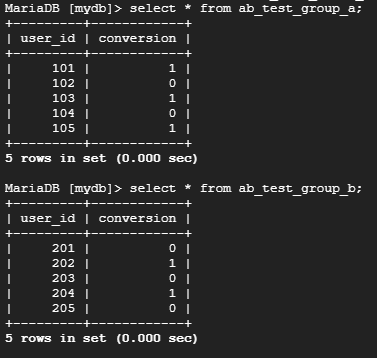 MariaDB [mydb]> select * from ab_test_group_a;
+---------+------------+
| user_id | conversion |
+---------+------------+
|     101 |          1 |
|     102 |          0 |
|     103 |          1 |
|     104 |          0 |
|     105 |          1 |
+---------+------------+
5 rows in set (0.000 sec)

MariaDB [mydb]> select * from ab_test_group_b;
+---------+------------+
| user_id | conversion |
+---------+------------+
|     201 |          0 |
|     202 |          1 |
|     203 |          0 |
|     204 |          1 |
|     205 |          0 |
+---------+------------+
5 rows in set (0.000 sec)